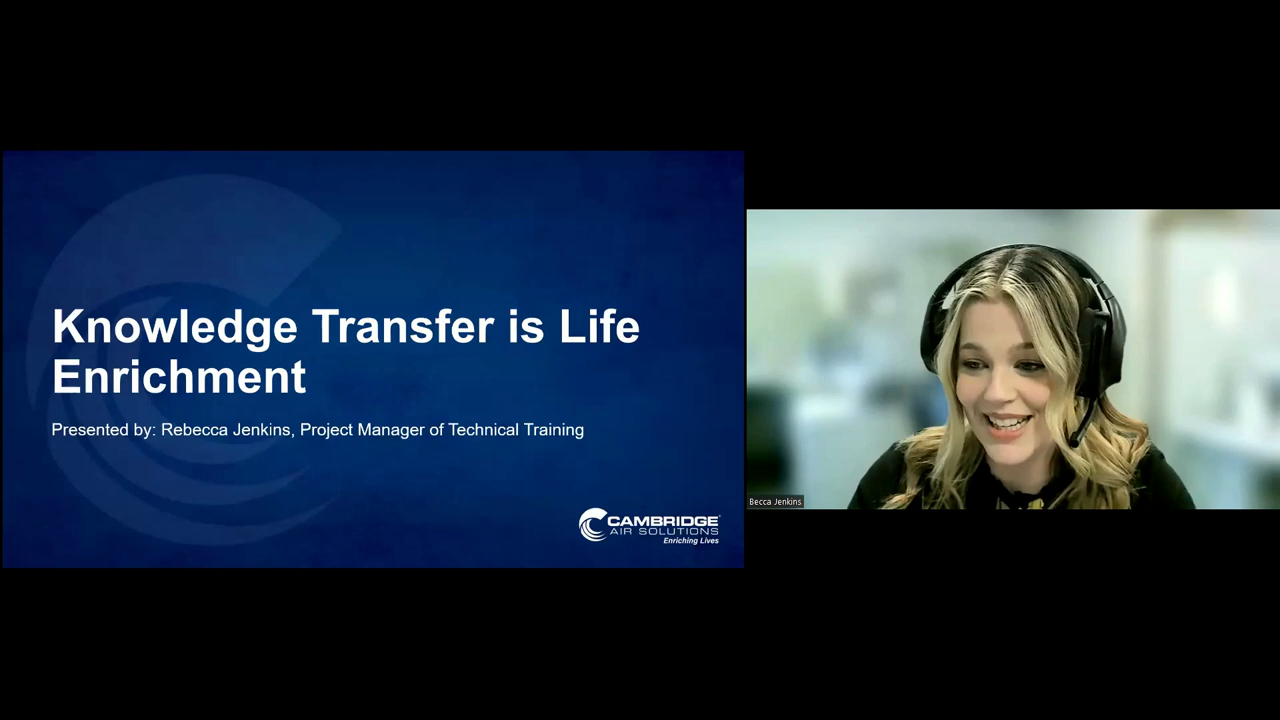 Knowledge Transfer is Life
Enrichment
Presented by: Rebecca Jenkins, Project Manager of Technical Training
CAMBRIDGE
AIR SOLUTIONS
Enriching Lives
Becca Jenkins